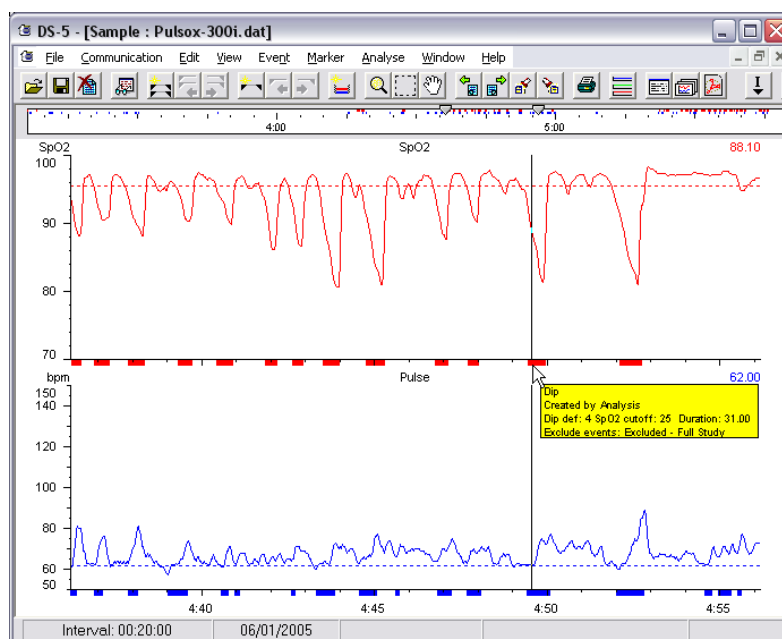 DS-5 - [Sample : Pulsox-300i.dat]
File Communication Edit View Event Marker Analyse Window Help
4:00 5:00
SpO2 SpO2 88.10
100
90
80
70
bpm Pulse 62.00
150
140
120
100
80
60
50
Dip
Created by Analysis
Dip def: 4 SpO2 cutoff: 25 Duration: 31.00
Exclude events: Excluded - Full Study
4:40 4:45 4:50 4:55
Interval: 00:20:00 06/01/2005